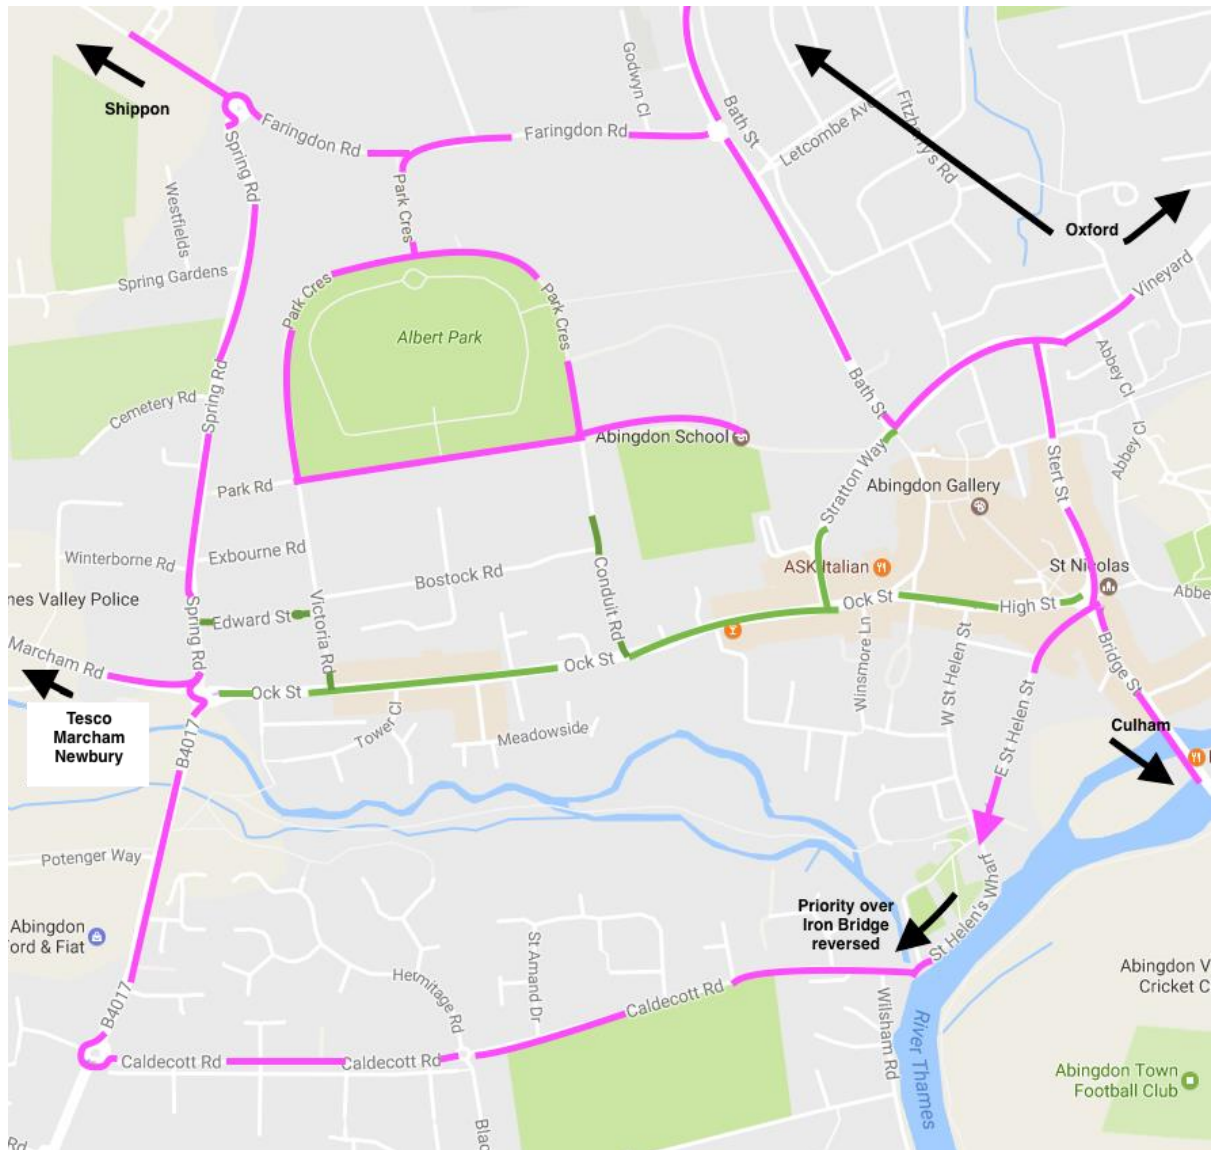 Shippon
Faringdon Rd
Faringdon Rd
Godwyn Cl
Bath St
Letcombe Ave
Fitzharry's Rd
Oxford
Vineyard
Spring Rd
Westfields
Spring Gardens
Park Cres
Park Cres
Park Cres
Albert Park
Cemetery Rd
Spring Rd
Bath St
Abbey Cl
Abbey Cl
Abingdon School
Stratton Way
Stert St
Abingdon Gallery
Park Rd
Exbourne Rd
Winterborne Rd
Bostock Rd
Conduit Rd
ASK Italian
St Nicolas
nes Valley Police
Edward St
Victoria Rd
Ock St
High St
Abbe
Spring Rd
Marcham Rd
Ock St
Ock St
Winsmore Ln
W St Helen St
E St Helen St
Bridge St
Tesco
Marcham
Newbury
B4017
Tower Cl
Meadowside
Culham
Potenger Way
Abingdon
ord & Fiat
Priority over
Iron Bridge
reversed
St Helen's Wharf
St Amand Dr
Hermitage Rd
Caldecott Rd
Wilsham Rd
River Thames
Abingdon V
Cricket C
B4017
Caldecott Rd
Caldecott Rd
Abingdon Town
Football Club
Blac
Rd